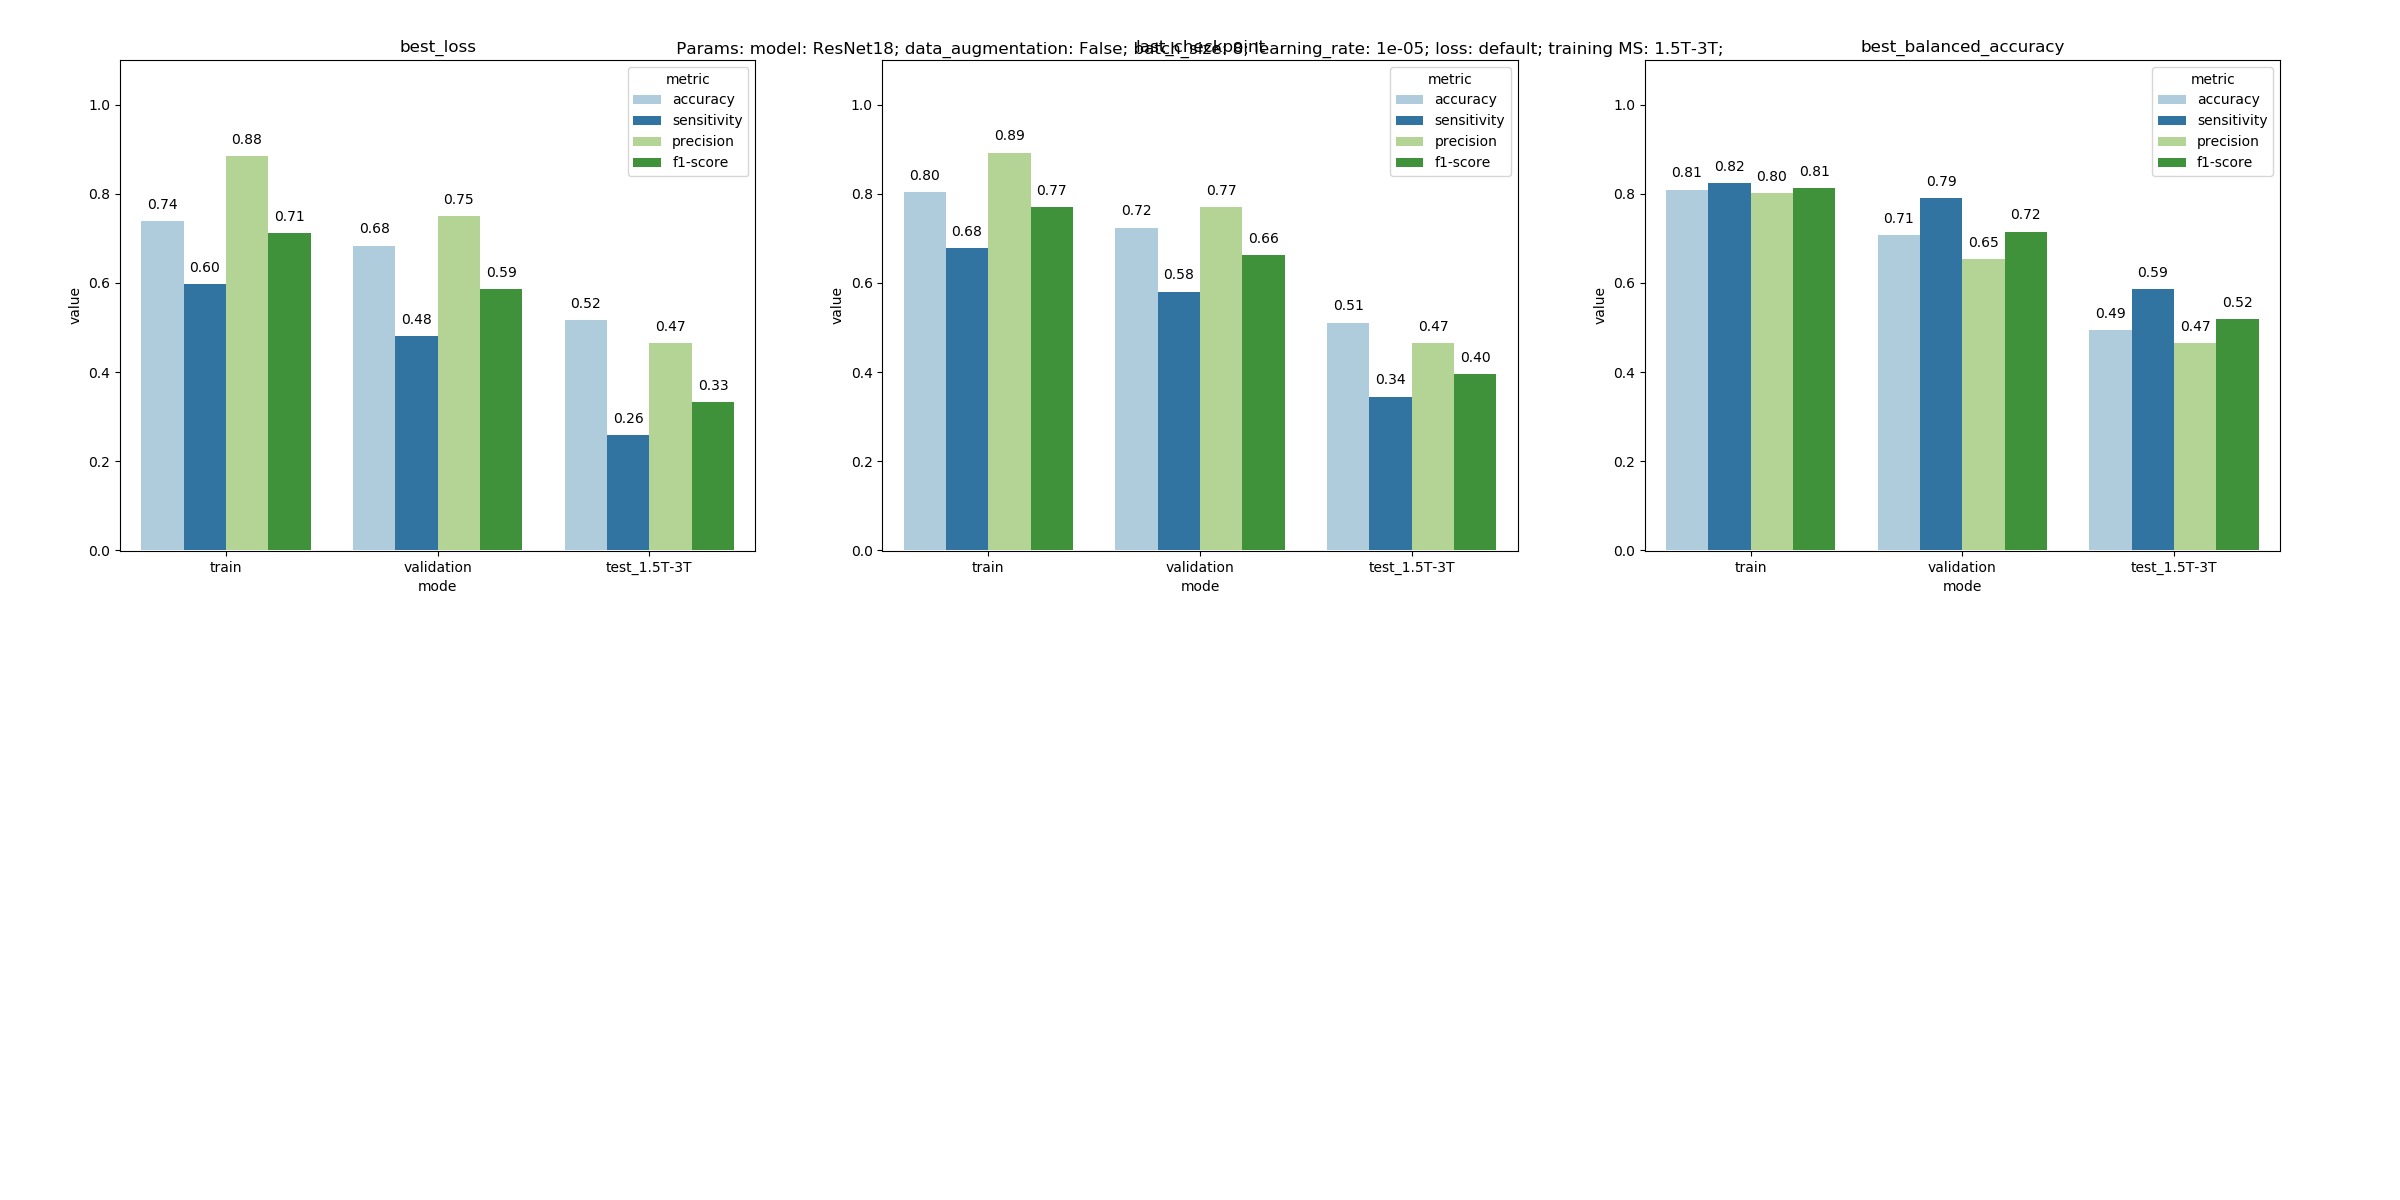 Params: model: ResNet18; data_augmentation: False; batch_size: 8; learning_rate: 1e-05; loss: default; training MS: 1.5T-3T;
best_loss
metric
accuracy
sensitivity
precision
f1-score
1.0
0.8
0.6
0.4
0.2
0.0
value
0.74
0.60
0.88
0.71
0.68
0.48
0.75
0.59
0.52
0.26
0.47
0.33
train
validation
test_1.5T-3T
mode
last_checkpoint
metric
accuracy
sensitivity
precision
f1-score
1.0
0.8
0.6
0.4
0.2
0.0
value
0.80
0.68
0.89
0.77
0.72
0.58
0.77
0.66
0.51
0.34
0.47
0.40
train
validation
test_1.5T-3T
mode
best_balanced_accuracy
metric
accuracy
sensitivity
precision
f1-score
1.0
0.8
0.6
0.4
0.2
0.0
value
0.81
0.82
0.80
0.81
0.71
0.79
0.65
0.72
0.49
0.59
0.47
0.52
train
validation
test_1.5T-3T
mode